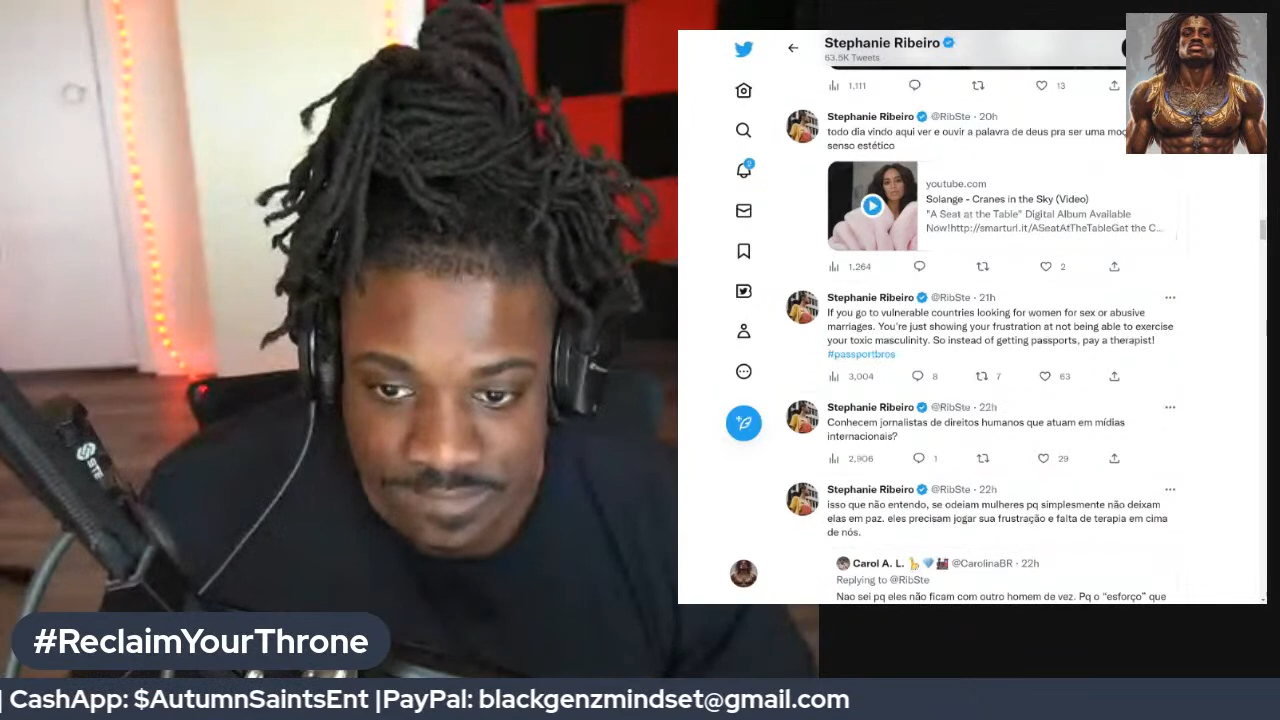 Stephanie Ribeiro
63.5K Tweets
1,111
13
Stephanie Ribeiro @RibSte · 20h
todo dia vindo aqui ver e ouvir a palavra de deus pra ser uma
senso estético
youtube.com
Solange - Cranes in the Sky (Video)
"A Seat at the Table" Digital Album Available
Now!http://smarturl.it/ASeatAtTheTableGet the C...
1,264
2
Stephanie Ribeiro @RibSte · 21h
If you go to vulnerable countries looking for women for sex or abusive
marriages. You're just showing your frustration at not being able to exercise
your toxic masculinity. So instead of getting passports, pay a therapist!
#passportbros
3,004
8
7
63
Stephanie Ribeiro @RibSte · 22h
Conhecem jornalistas de direitos humanos que atuam em mídias
internacionais?
2,906
1
29
Stephanie Ribeiro @RibSte · 22h
isso que não entendo, se odeiam mulheres pq simplesmente não deixam
elas em paz. eles precisam jogar sua frustração e falta de terapia em cima
de nós.
Carol A. L. @CarolinaBR · 22h
Replying to @RibSte
Nao sei pq eles não ficam com outro homem de vez. Pq o "esforço" que
STE
#ReclaimYourThrone
| CashApp: $AutumnSaintsEnt |PayPal: blackgenzmindset@gmail.com